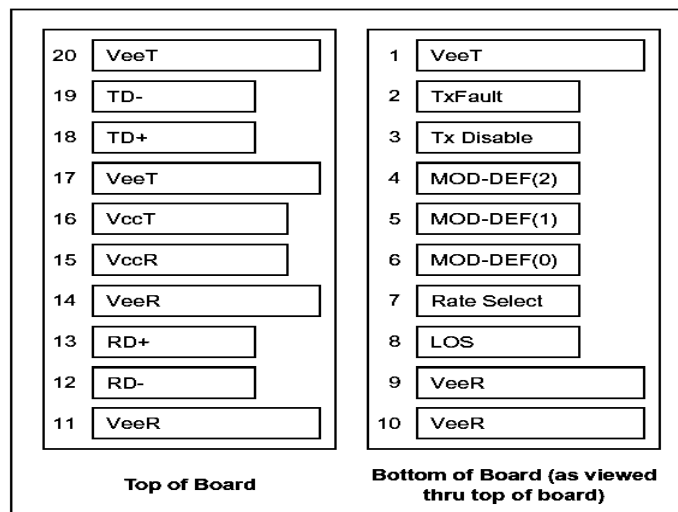 20 VeeT
19 TD-
18 TD+
17 VeeT
16 VccT
15 VccR
14 VeeR
13 RD+
12 RD-
11 VeeR
Top of Board
1 VeeT
2 TxFault
3 Tx Disable
4 MOD-DEF(2)
5 MOD-DEF(1)
6 MOD-DEF(0)
7 Rate Select
8 LOS
9 VeeR
10 VeeR
Bottom of Board (as viewed
thru top of board)